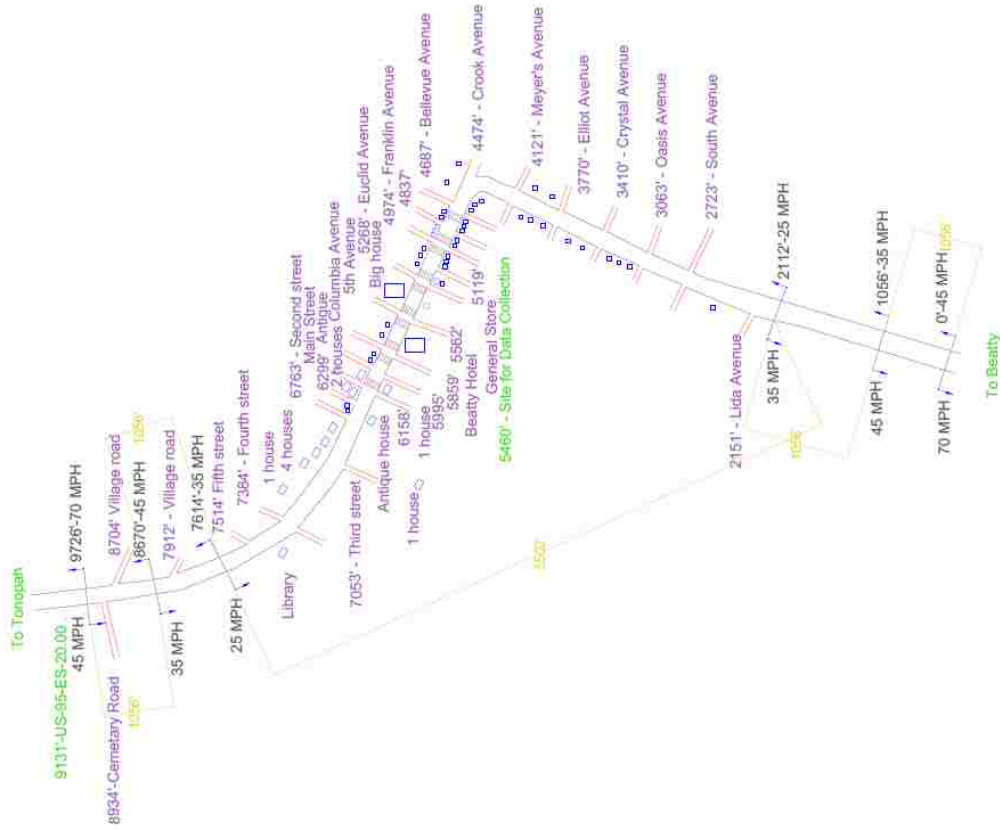 To Tonopah
9131'-US-95-ES-20.00
45 MPH
9726'-70 MPH
8704' Village road
8670'-45 MPH
1056'
7912' - Village road
7614'-35 MPH
7514' Fifth street
7384' - Fourth street
8934'-Cemetary Road
1056'
35 MPH
25 MPH
1 house
4 houses
6763' - Second street
Main Street
6299' Antique
2 houses Columbia Avenue
5th Avenue
5268' - Euclid Avenue
Big house
4974' - Franklin Avenue
4837'
4687' - Bellevue Avenue
4474' - Crook Avenue
4121' - Meyer's Avenue
3770' - Elliot Avenue
3410' - Crystal Avenue
3063' - Oasis Avenue
2723' - South Avenue
Library
7053' - Third street
Antique house
1 house
6158'
1 house
5995'
5859'
Beatty Hotel
5562'
General Store
5119'
5460' - Site for Data Collection
5502'
2151' - Lida Avenue
2112'-25 MPH
35 MPH
1056'
1056'-35 MPH
45 MPH
0'-45 MPH
1056'
70 MPH
To Beatty